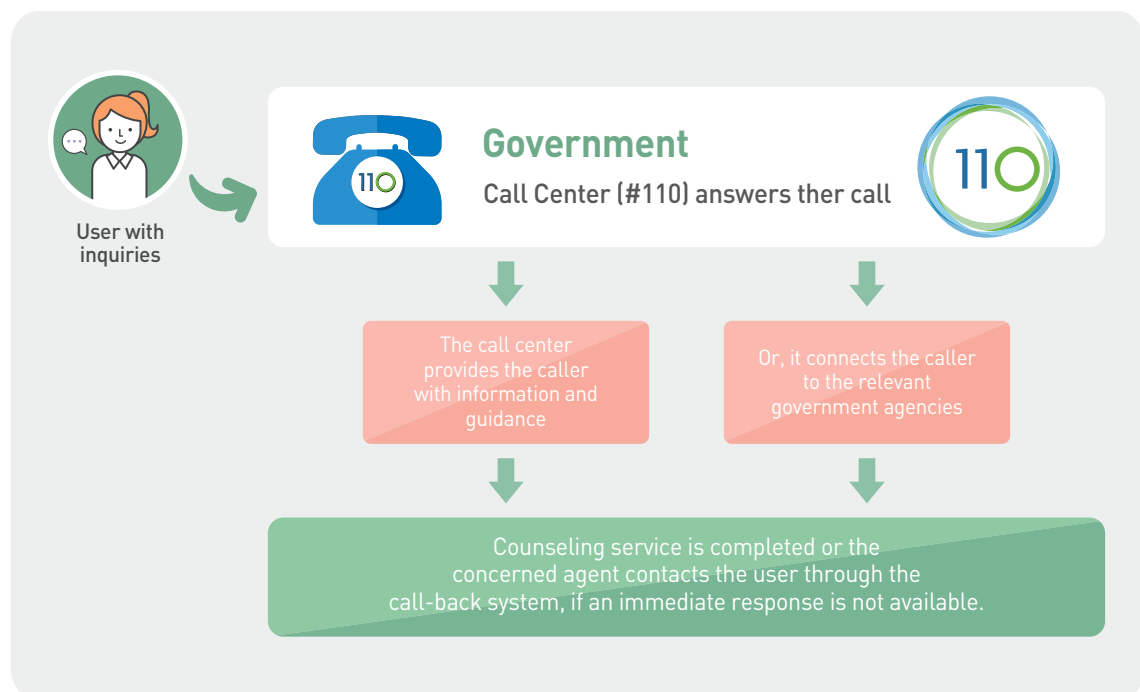 User with
inquiries
110
Government
Call Center (#110) answers ther call
110
The call center
provides the caller
with information and
guidance
Or, it connects the caller
to the relevant
government agencies
Counseling service is completed or the
concerned agent contacts the user through the
call-back system, if an immediate response is not available.